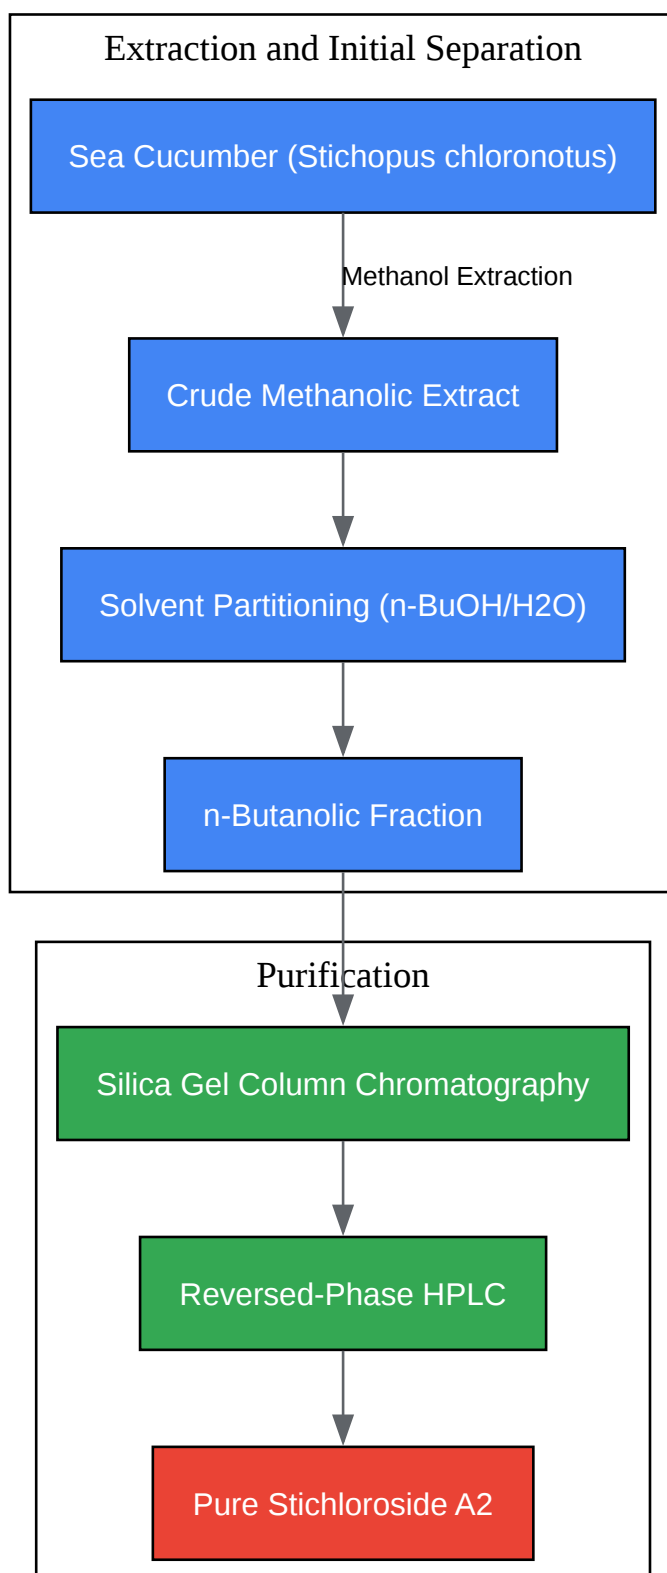 Extraction and Initial Separation
Sea Cucumber (Stichopus chloronotus)
Methanol Extraction
Crude Methanolic Extract
Solvent Partitioning (n-BuOH/H2O)
n-Butanolic Fraction
Purification
Silica Gel Column Chromatography
Reversed-Phase HPLC
Pure Stichloroside A2